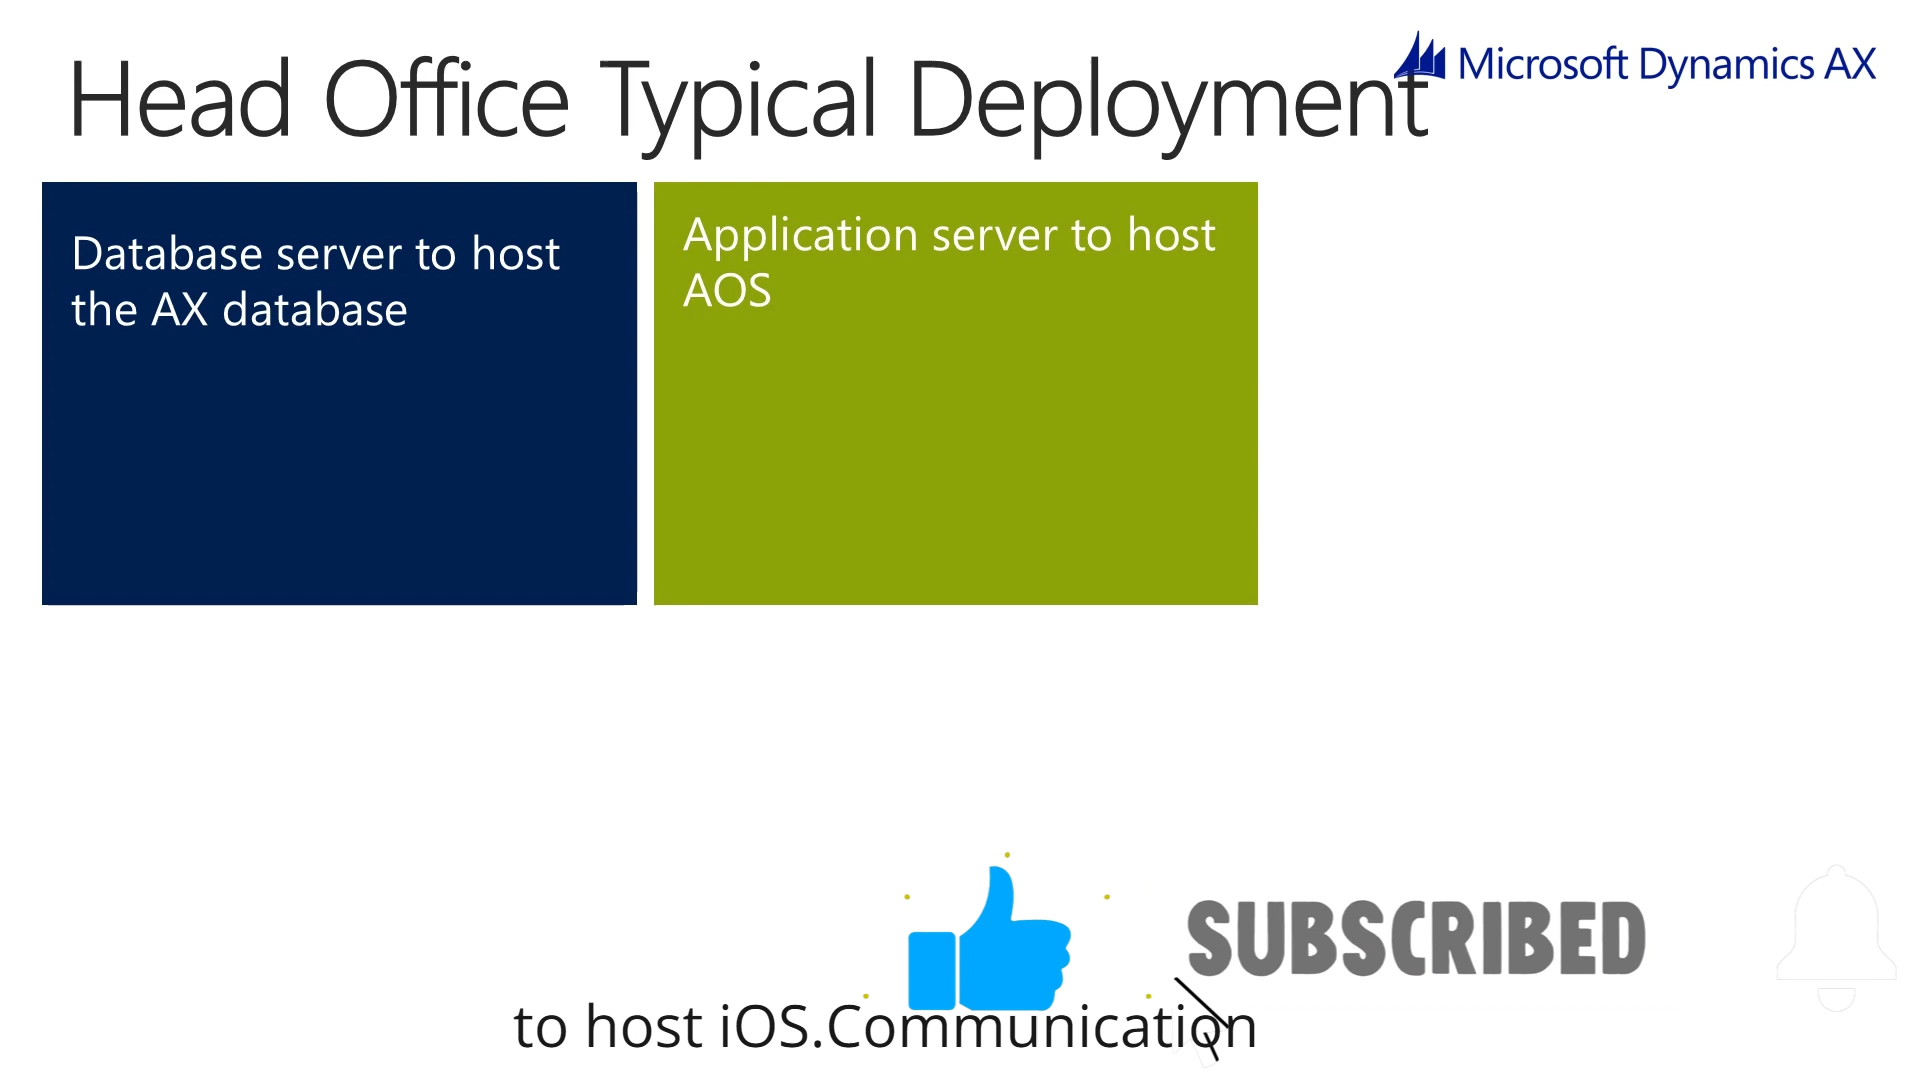 Head Office Typical Deployment
Microsoft Dynamics AX
Database server to host
the AX database
Application server to host
AOS
SUBSCRIBED
to host iOS.Communication